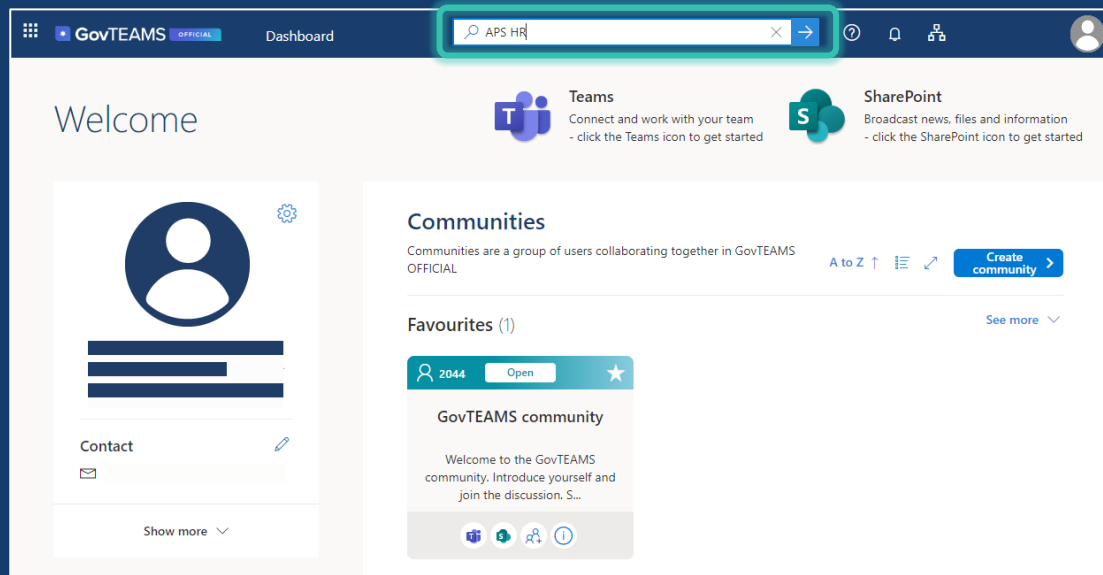 GovTEAMS OFFICIAL
Dashboard
APS HR
Welcome
Teams
Connect and work with your team
- click the Teams icon to get started
SharePoint
Broadcast news, files and information
- click the SharePoint icon to get started
Communities
Communities are a group of users collaborating together in GovTEAMS
OFFICIAL
A to Z ↑
Create
community
Favourites (1)
See more
2044
Open
GovTEAMS community
Welcome to the GovTEAMS
community. Introduce yourself and
join the discussion. S...
Contact
Show more